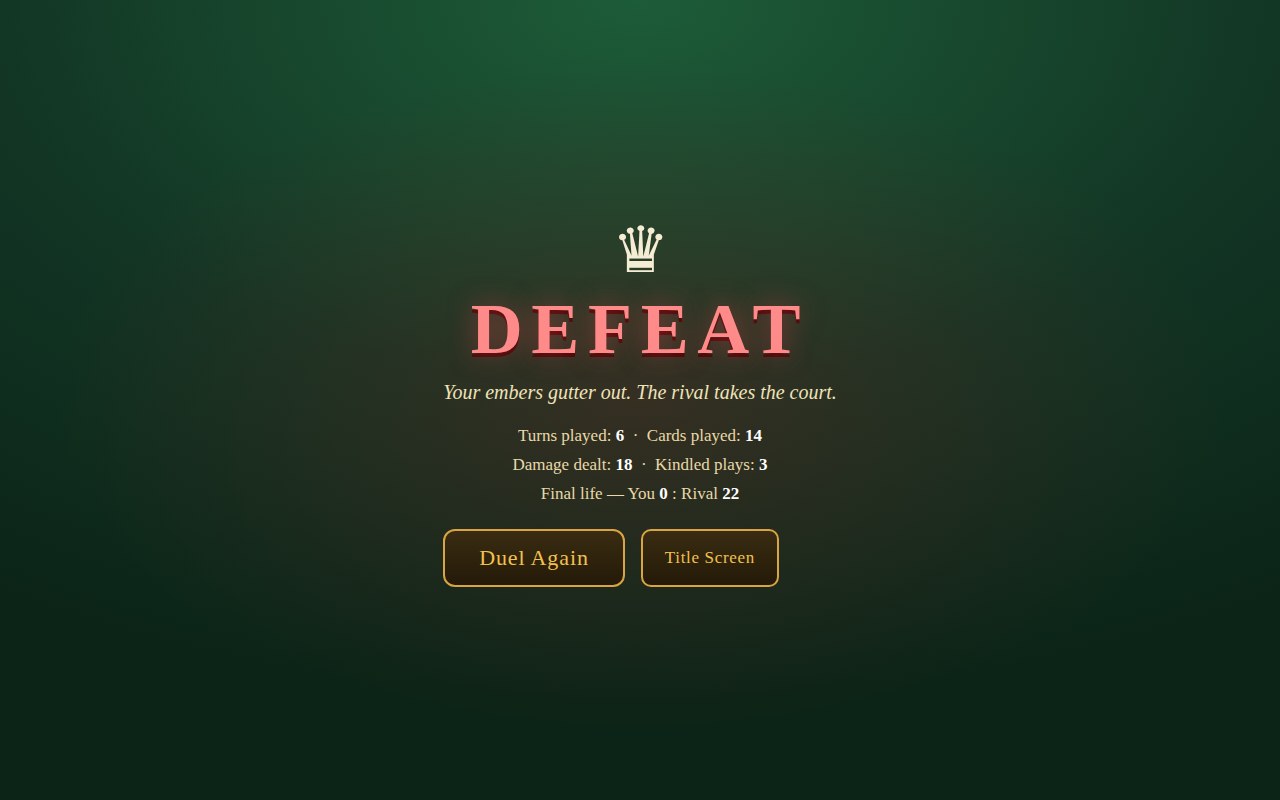 DEFEAT
Your embers gutter out. The rival takes the court.
Turns played: 6 · Cards played: 14
Damage dealt: 18 · Kindled plays: 3
Final life — You 0 : Rival 22
Duel Again Title Screen